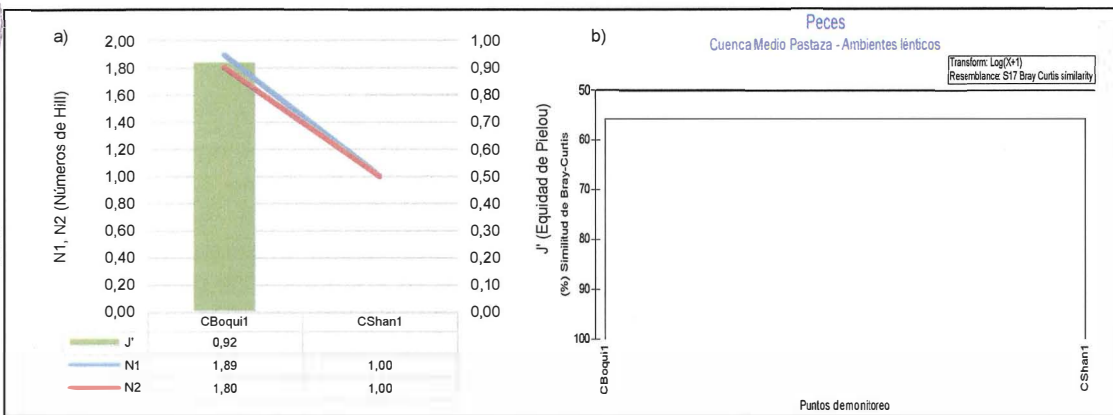 a)
2,00
1,80
1,60
1,40
1,20
1,00
0,80
0,60
0,40
0,20
0,00
N1, N2 (Números de Hill)
1,00
0,90
0,80
0,70
0,60
0,50
0,40
0,30
0,20
0,10
0,00
J' (Equidad de Pielou)
CBoqui1 CShan1
J' 0,92
N1 1,89 1,00
N2 1,80 1,00
b)
Peces
Cuenca Medio Pastaza - Ambientes lénticos
Transform: Log(X+1)
Resemblance: S17 Bray Curtis similarity
50
60
70
80
90
100
(%) Similitud de Bray-Curtis
CBoqui1
CShan1
Puntos demonitoreo